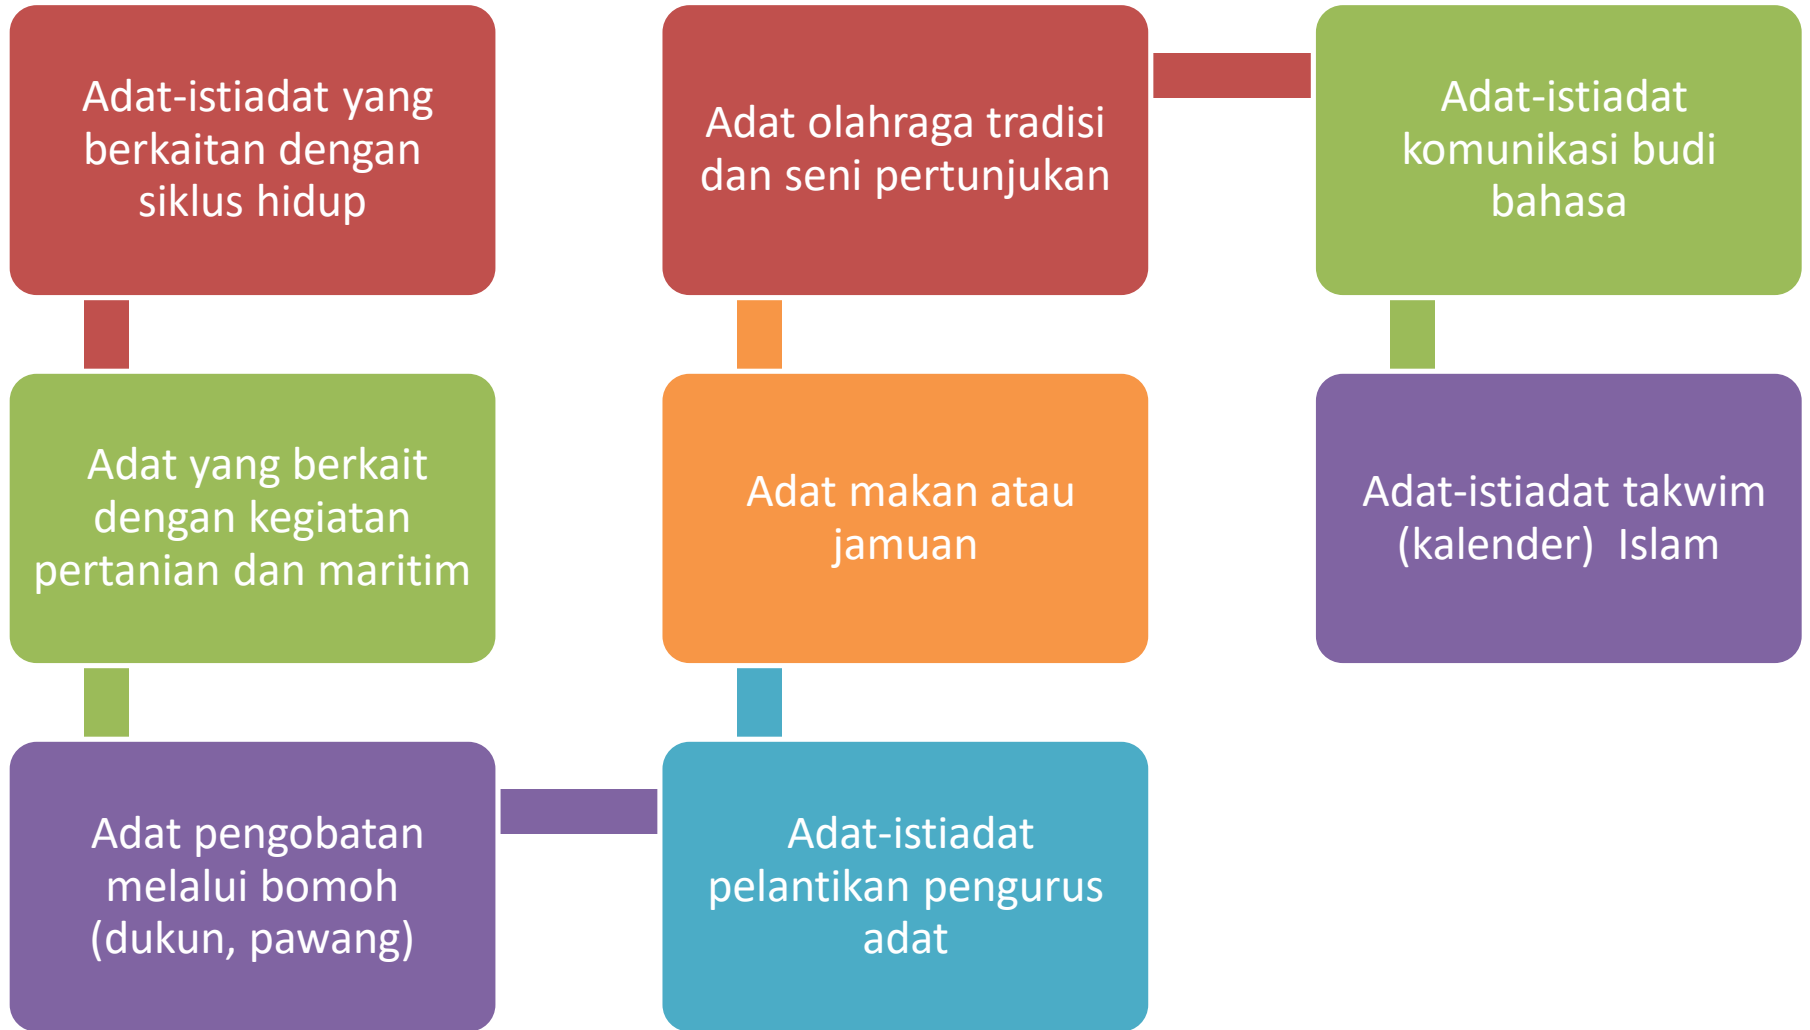 Adat-istiadat yang
berkaitan dengan
siklus hidup
Adat yang berkait
dengan kegiatan
pertanian dan maritim
Adat pengobatan
melalui bomoh
(dukun, pawang)
Adat-istiadat
pelantikan pengurus
adat
Adat makan atau
jamuan
Adat olahraga tradisi
dan seni pertunjukan
Adat-istiadat
komunikasi budi
bahasa
Adat-istiadat takwim
(kalender) Islam